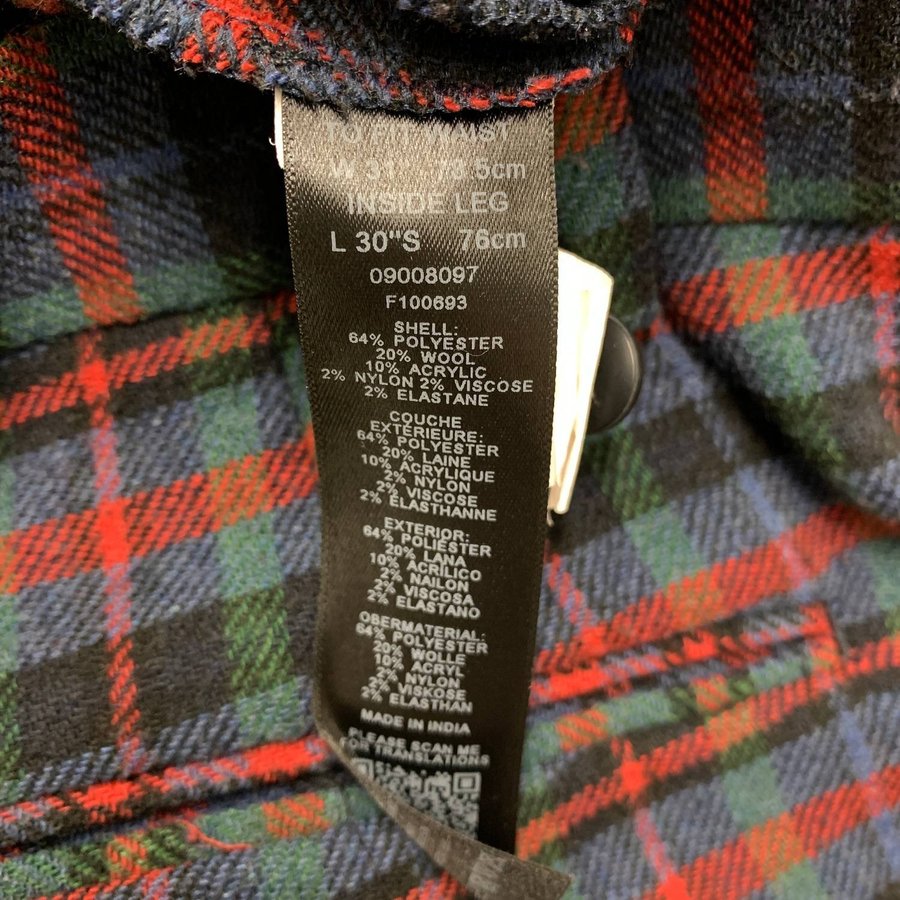 TO FIT WAIST
W 31 78.5cm
INSIDE LEG
L 30"S 76cm
09008097
F100693
SHELL:
64% POLYESTER
20% WOOL
10% ACRYLIC
2% NYLON 2% VISCOSE
2% ELASTANE
COUCHE
EXTÉRIEURE:
64% POLYESTER
20% LAINE
10% ACRYLIQUE
2% NYLON
2% VISCOSE
2% ELASTHANNE
EXTERIOR:
64% POLIÉSTER
20% LANA
10% ACRÍLICO
2% NAILON
2% VISCOSA
2% ELASTANO
OBERMATERIAL:
64% POLYESTER
20% WOLLE
10% ACRYL
2% NYLON
2% VISKOSE
2% ELASTHAN
MADE IN INDIA
PLEASE SCAN ME
FOR TRANSLATIONS